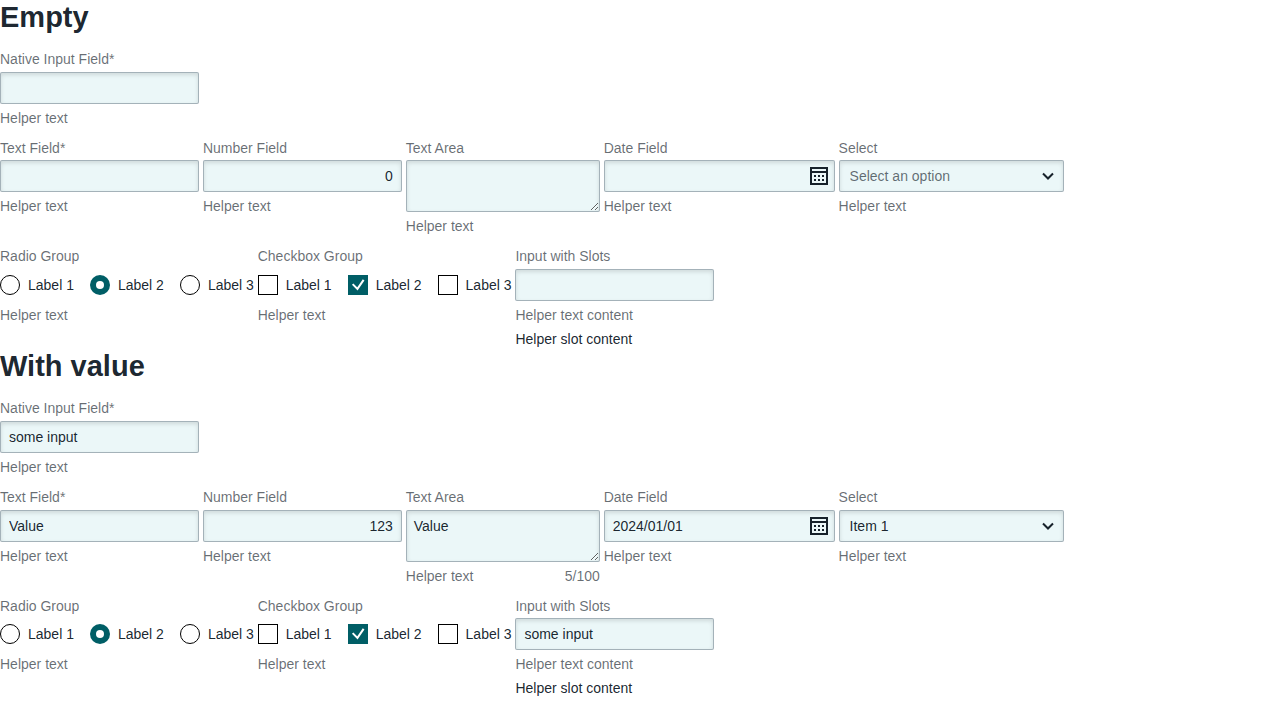 Empty
Native Input Field*
Helper text
Text Field* Number Field Text Area Date Field Select
0 Select an option
Helper text Helper text Helper text Helper text
Helper text
Radio Group Checkbox Group Input with Slots
Label 1 Label 2 Label 3 Label 1 Label 2 Label 3
Helper text Helper text Helper text content
Helper slot content
With value
Native Input Field*
some input
Helper text
Text Field* Number Field Text Area Date Field Select
Value 123 Value 2024/01/01 Item 1
Helper text Helper text Helper text Helper text
Helper text 5/100
Radio Group Checkbox Group Input with Slots
Label 1 Label 2 Label 3 Label 1 Label 2 Label 3 some input
Helper text Helper text Helper text content
Helper slot content